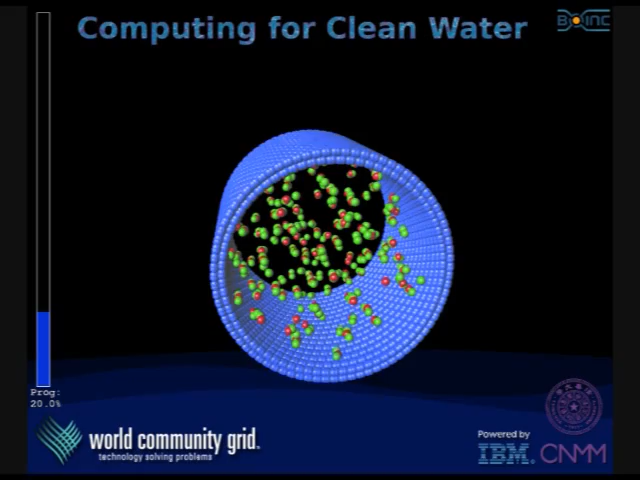 Computing for Clean Water
BOINC
Prog:
20.0%
world community grid.
technology solving problems
Powered by
IBM. CNMM